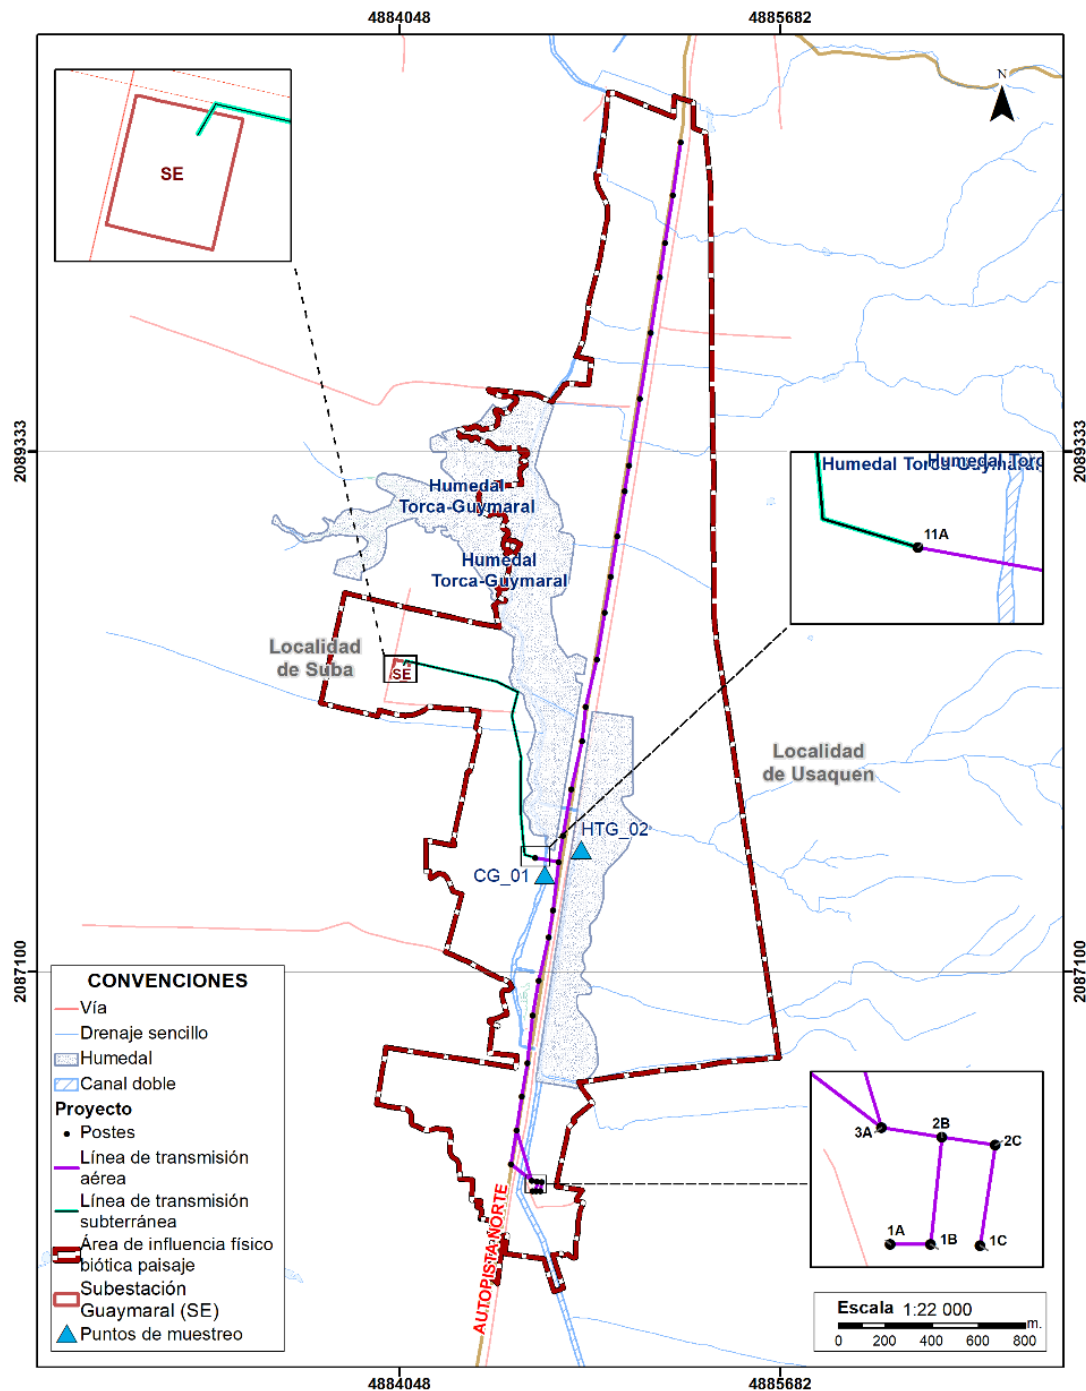 4884048
4885682
N
SE
2089333
2089333
Humedal Torca-Guymaral
Humedal Torc
11A
Humedal
Torca-Guymaral
Humedal
Torca-Guymaral
Localidad
de Suba
SE
Localidad
de Usaquen
HTG_02
CG_01
2087100
2087100
CONVENCIONES
Vía
Drenaje sencillo
Humedal
Canal doble
Proyecto
Postes
Línea de transmisión
aérea
Línea de transmisión
subterránea
Área de influencia físico
biótica paisaje
Subestación
Guaymaral (SE)
Puntos de muestreo
AUTOPISTA NORTE
3A
2B
2C
1A
1B
1C
Escala 1:22 000
m.
0 200 400 600 800
4884048
4885682